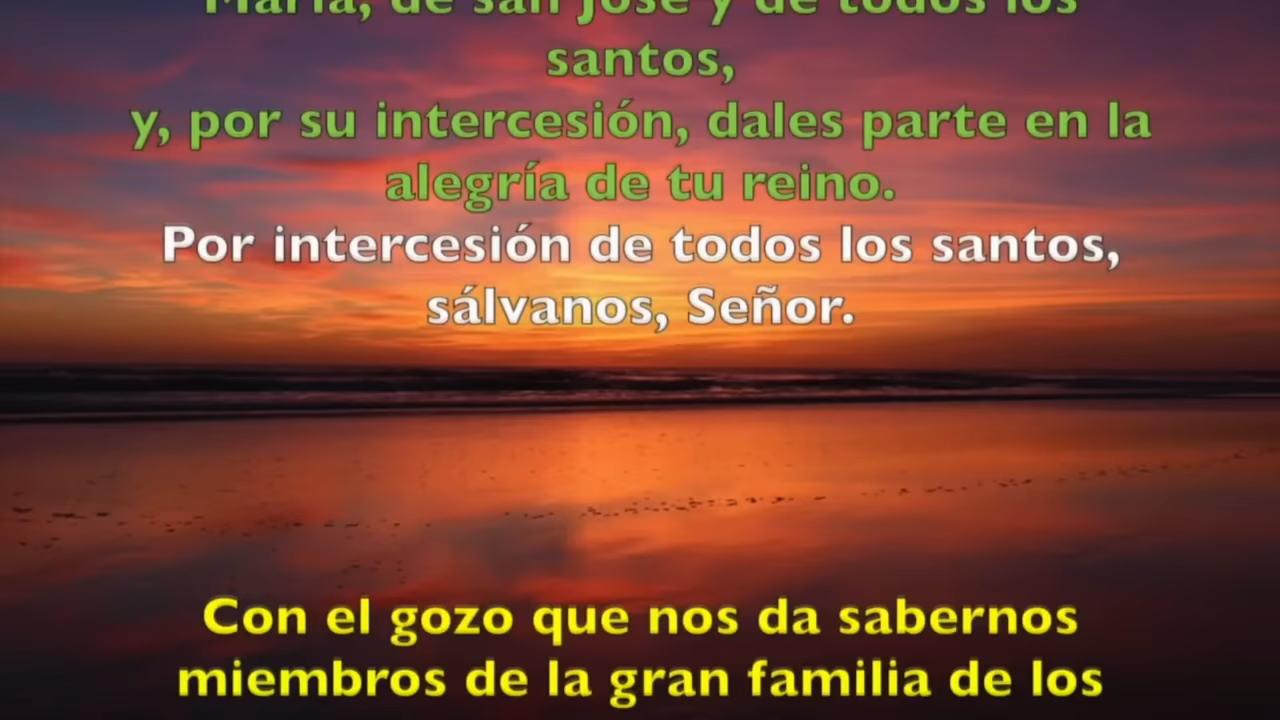 María, de san José y de todos los
santos,
y, por su intercesión, dales parte en la
alegría de tu reino.
Por intercesión de todos los santos,
sálvanos, Señor.
Con el gozo que nos da sabernos
miembros de la gran familia de los